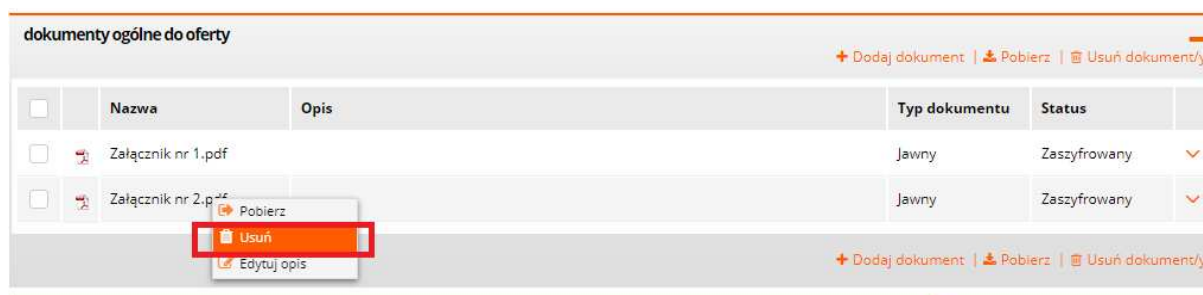 dokumenty ogólne do oferty
Dodaj dokument | Pobierz | Usuń dokument/y
Nazwa Opis Typ dokumentu Status
Załącznik nr 1.pdf Jawny Zaszyfrowany
Załącznik nr 2.pdf Jawny Zaszyfrowany
Pobierz
Usuń
Edytuj opis
Dodaj dokument | Pobierz | Usuń dokument/y